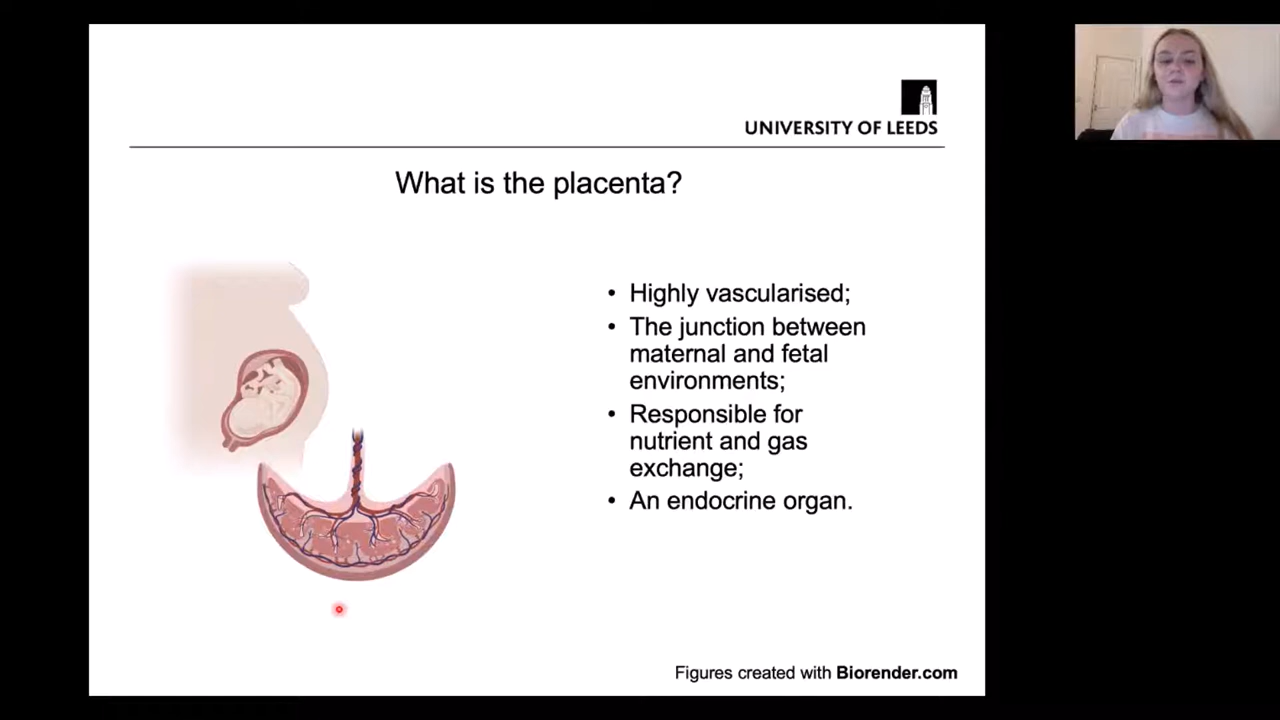 UNIVERSITY OF LEEDS
What is the placenta?
• Highly vascularised;
• The junction between
maternal and fetal
environments;
• Responsible for
nutrient and gas
exchange;
• An endocrine organ.
Figures created with Biorender.com